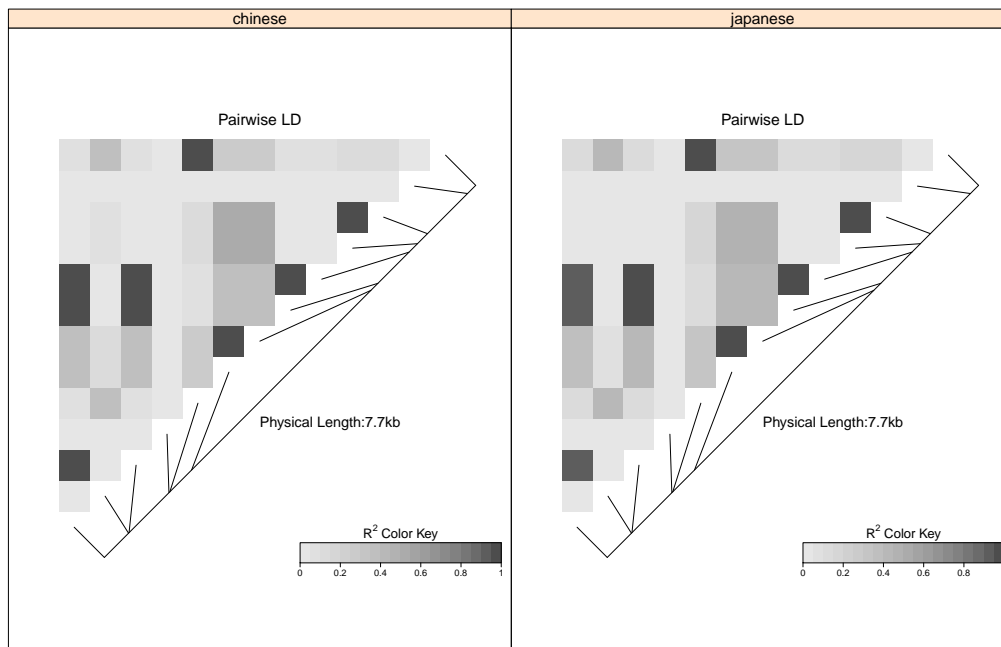 chinese
japanese
Pairwise LD
Pairwise LD
Physical Length:7.7kb
Physical Length:7.7kb
R² Color Key
0 0.2 0.4 0.6 0.8 1
R² Color Key
0 0.2 0.4 0.6 0.8